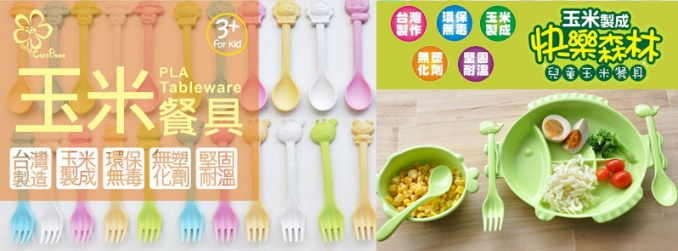 3+
for kid
玉米
PLA
Tableware
餐具
台灣
製造
玉米
製成
環保
無毒
無塑
化劑
堅固
耐溫
台灣
製作
環保
無毒
玉米
製成
無塑
化劑
堅固
耐溫
玉米製成
快樂森林
兒童玉米餐具